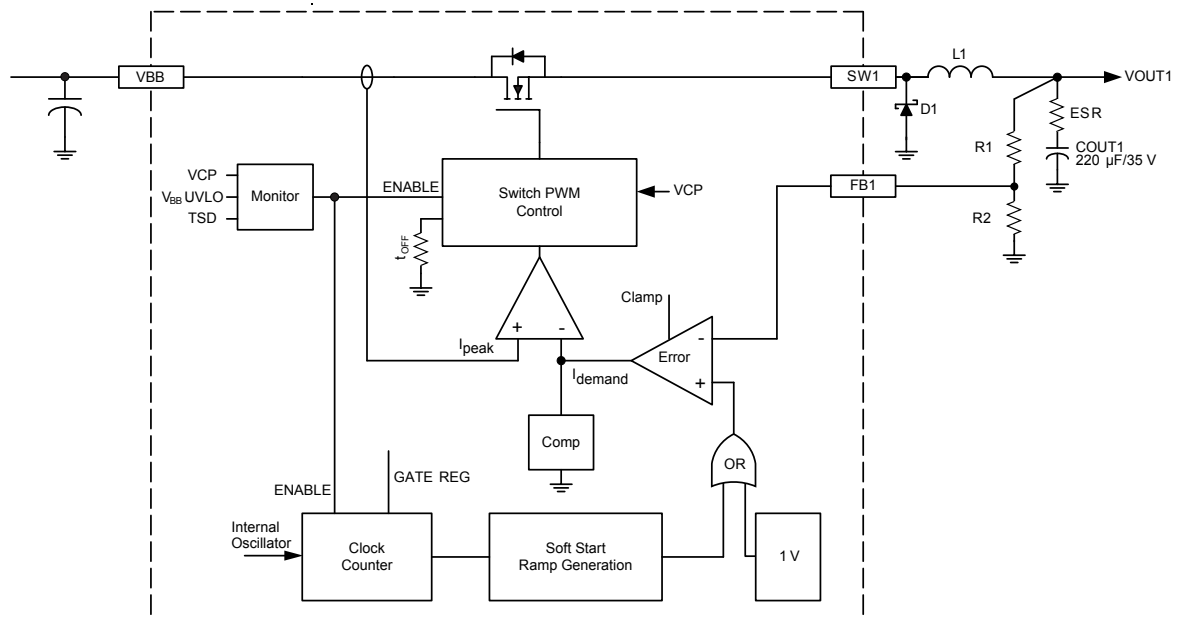 VBB
SW1
L1
VOUT1
D1
ESR
R1
COUT1
220 µF/35 V
VCP
Monitor
ENABLE
Switch PWM
Control
VCP
FB1
VBB UVLO
TSD
R2
tOFF
Clamp
+
-
-
Error
Ipeak
Idemand
+
Comp
OR
GATE REG
ENABLE
Internal
Oscillator
Clock
Counter
Soft Start
Ramp Generation
1 V